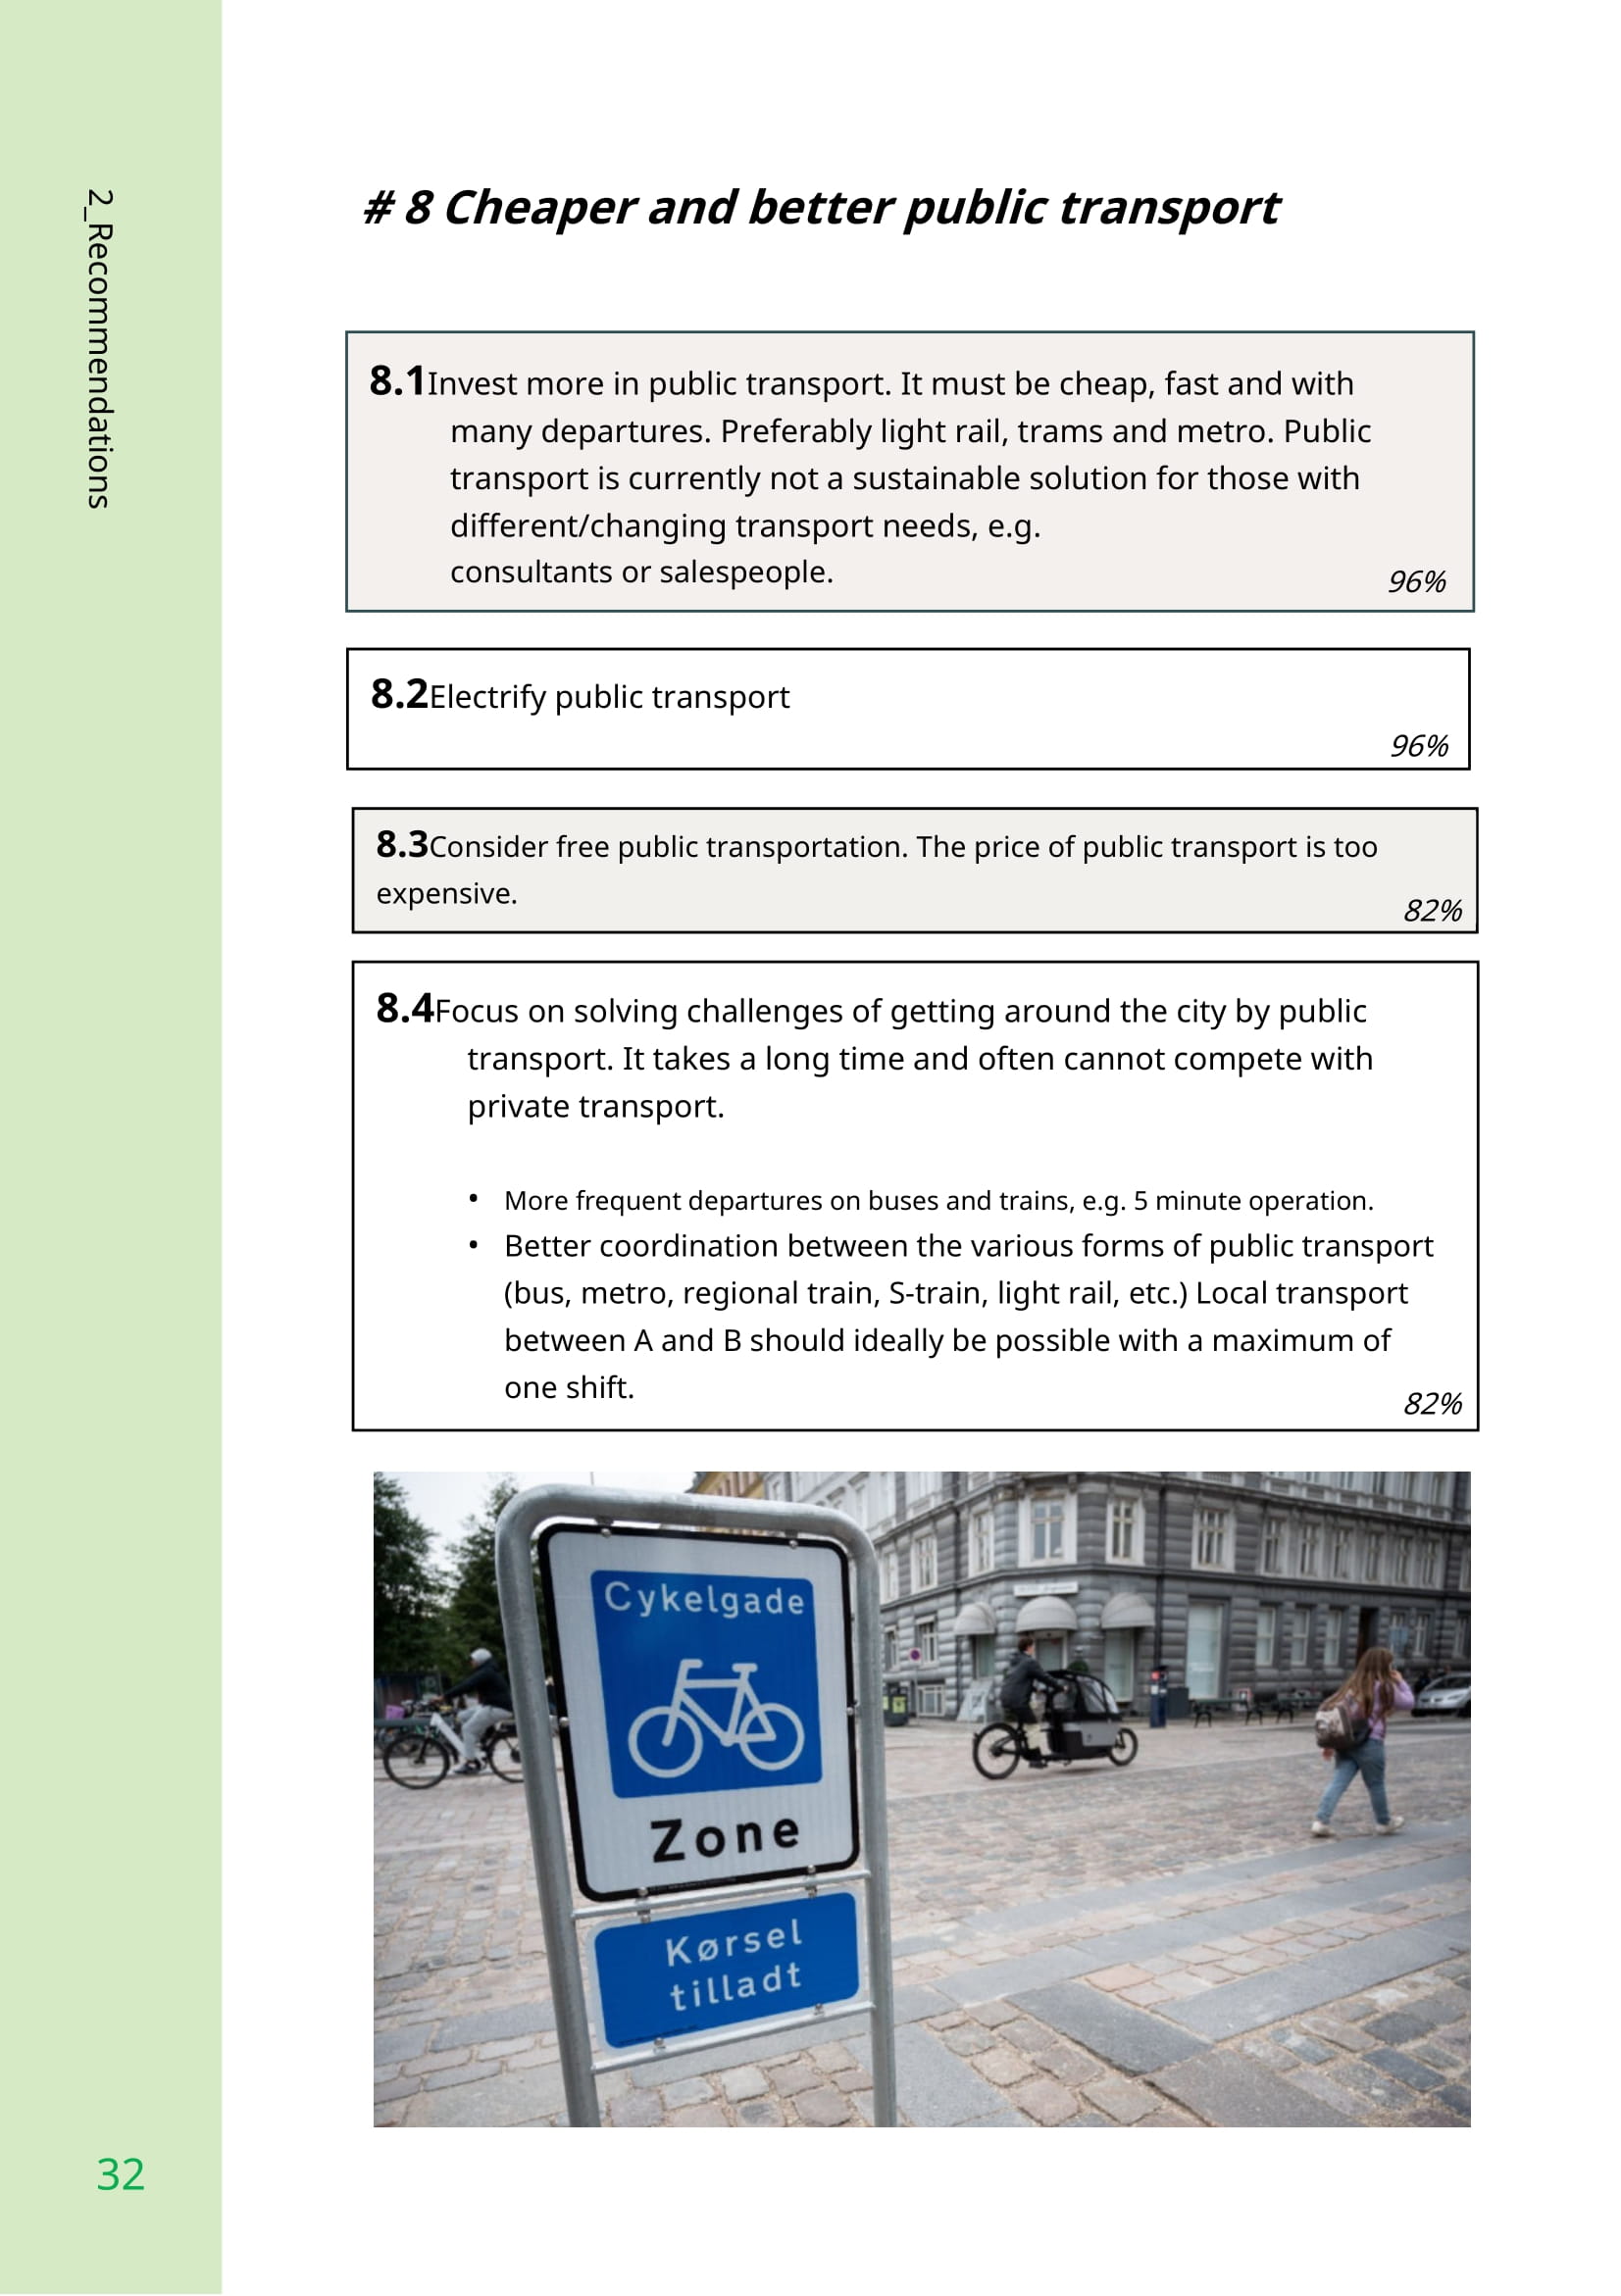 2_Recommendations
# 8 Cheaper and better public transport
8.1Invest more in public transport. It must be cheap, fast and with
many departures. Preferably light rail, trams and metro. Public
transport is currently not a sustainable solution for those with
different/changing transport needs, e.g.
consultants or salespeople.
96%
8.2Electrify public transport
96%
8.3Consider free public transportation. The price of public transport is too
expensive.
82%
8.4Focus on solving challenges of getting around the city by public
transport. It takes a long time and often cannot compete with
private transport.
• More frequent departures on buses and trains, e.g. 5 minute operation.
• Better coordination between the various forms of public transport
(bus, metro, regional train, S-train, light rail, etc.) Local transport
between A and B should ideally be possible with a maximum of
one shift.
82%
Cykelgade
Zone
Kørsel
tilladt
32